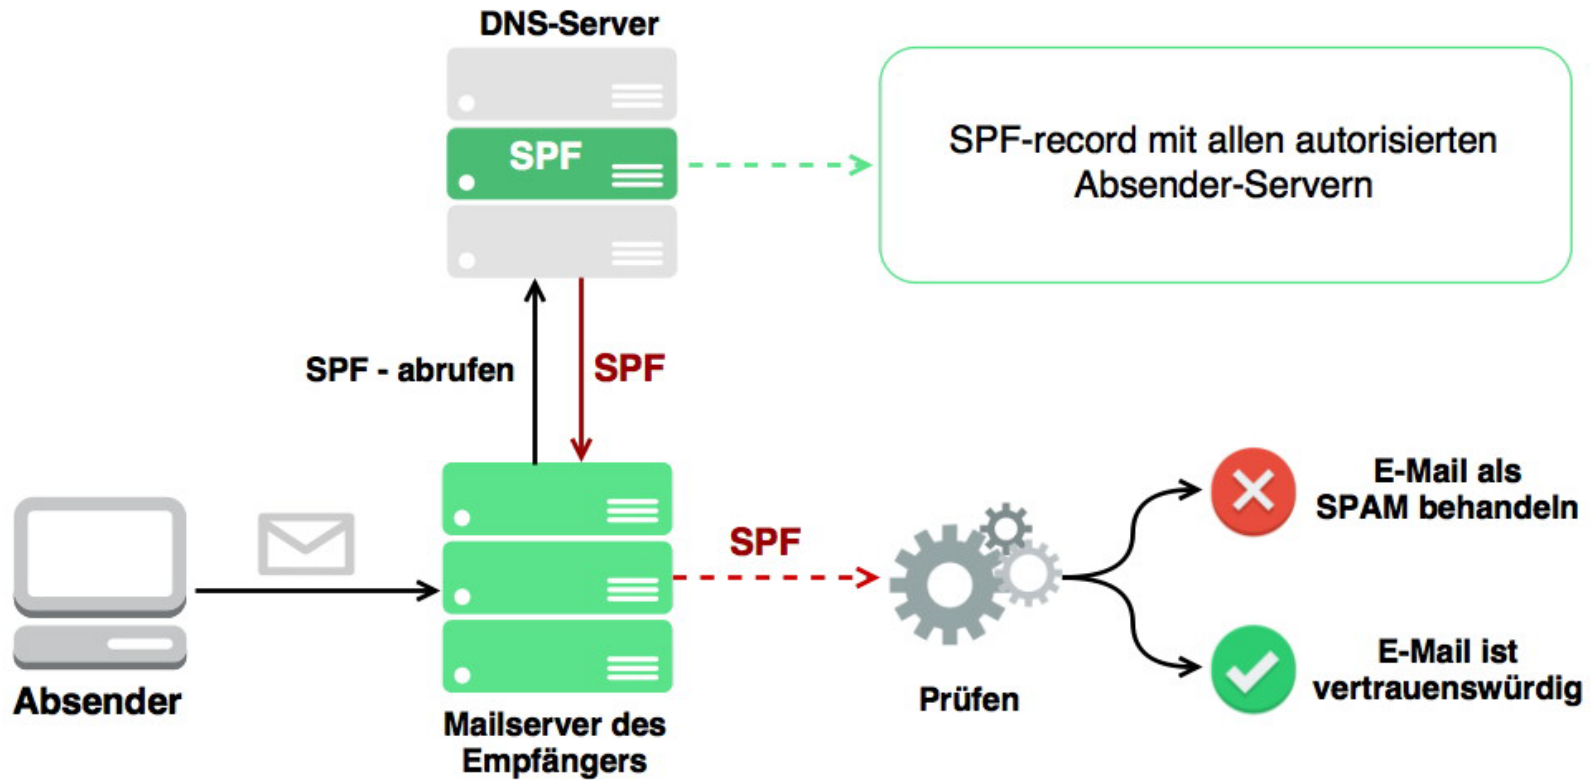 DNS-Server
SPF
SPF-record mit allen autorisierten
Absender-Servern
SPF - abrufen
SPF
SPF
E-Mail als
SPAM behandeln
E-Mail ist
vertrauenswürdig
Absender
Mailserver des
Empfängers
Prüfen